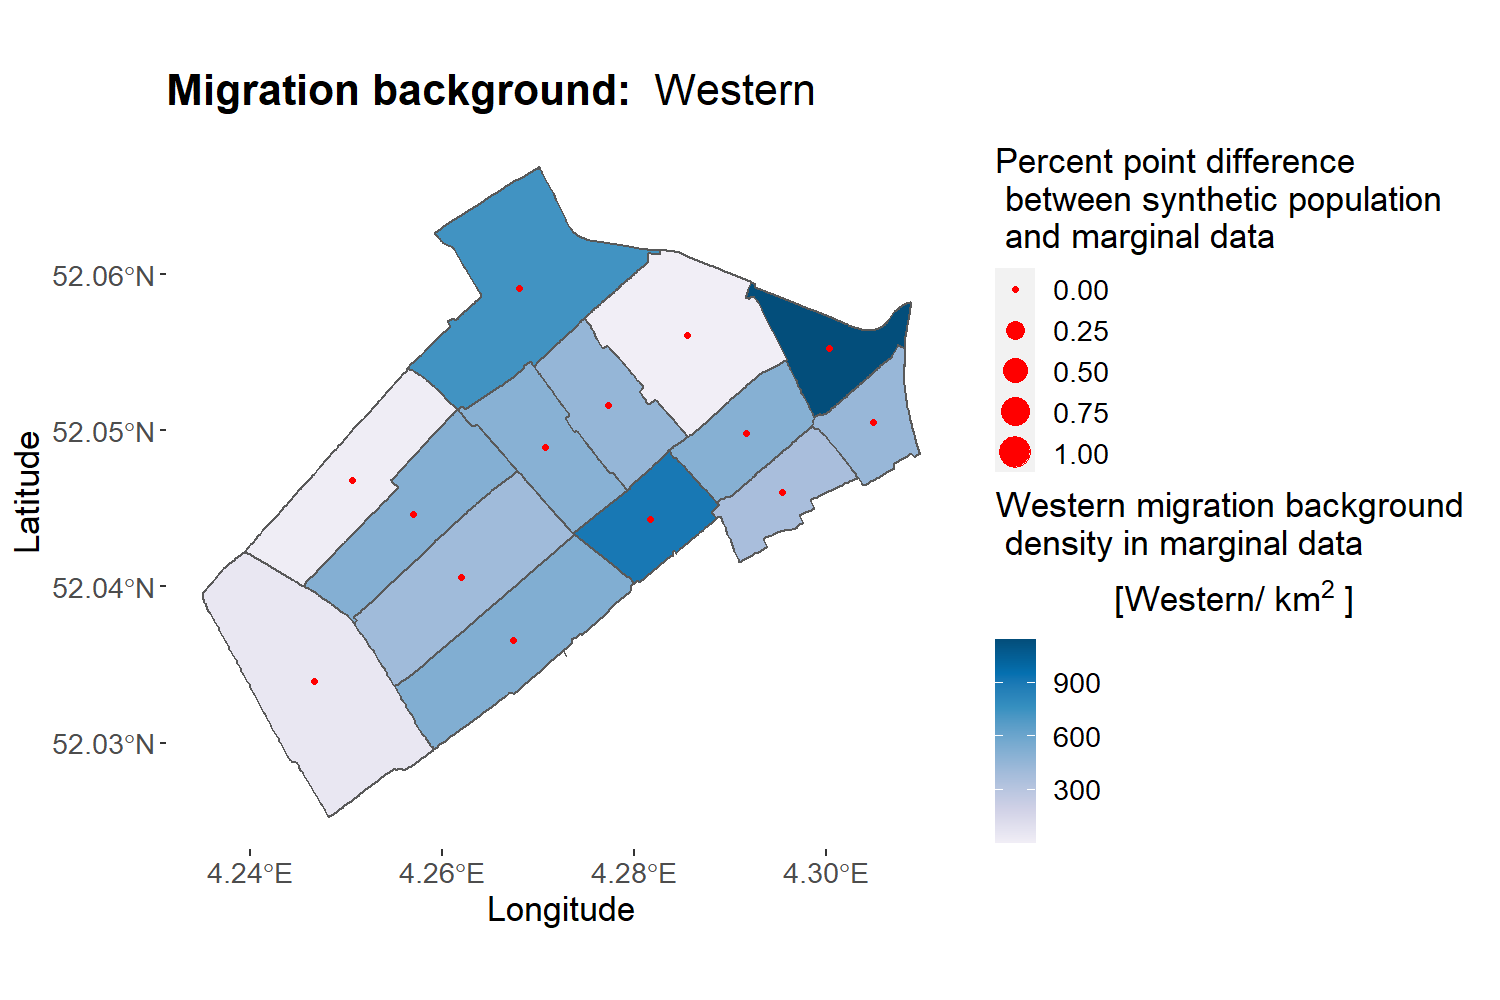 Migration background:  Western
Percent point difference
between synthetic population
and marginal data
0.00
0.25
0.50
0.75
1.00
Western migration background
density in marginal data
[Western/ km² ]
900
600
300
Latitude
52.06°N
52.05°N
52.04°N
52.03°N
4.24°E 4.26°E 4.28°E 4.30°E
Longitude